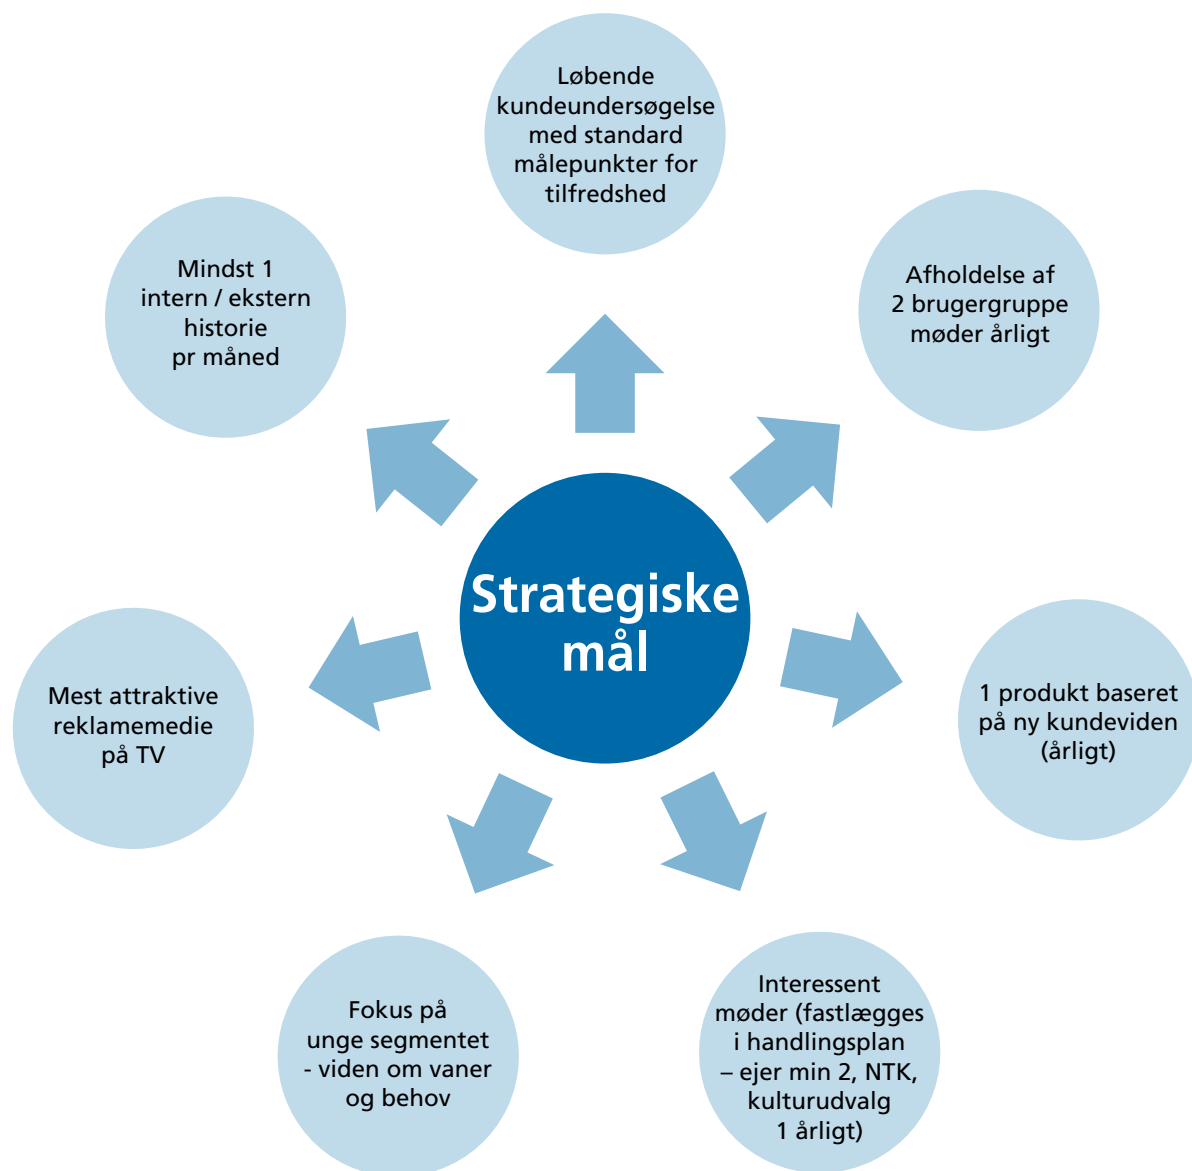 Løbende
kundeundersøgelse
med standard
målepunkter for
tilfredshed
Afholdelse af
2 brugergruppe
møder årligt
1 produkt baseret
på ny kundeviden
(årligt)
Interessent
møder (fastlægges
i handlingsplan
– ejer min 2, NTK,
kulturudvalg
1 årligt)
Fokus på
unge segmentet
- viden om vaner
og behov
Mest attraktive
reklamemedie
på TV
Mindst 1
intern / ekstern
historie
pr måned
Strategiske
mål